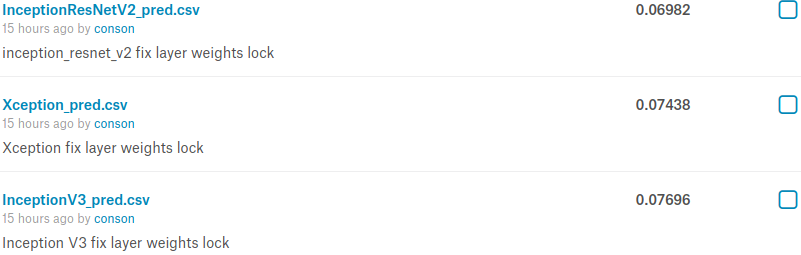 InceptionResNetV2_pred.csv 0.06982
15 hours ago by conson
inception_resnet_v2 fix layer weights lock
Xception_pred.csv 0.07438
15 hours ago by conson
Xception fix layer weights lock
InceptionV3_pred.csv 0.07696
15 hours ago by conson
Inception V3 fix layer weights lock